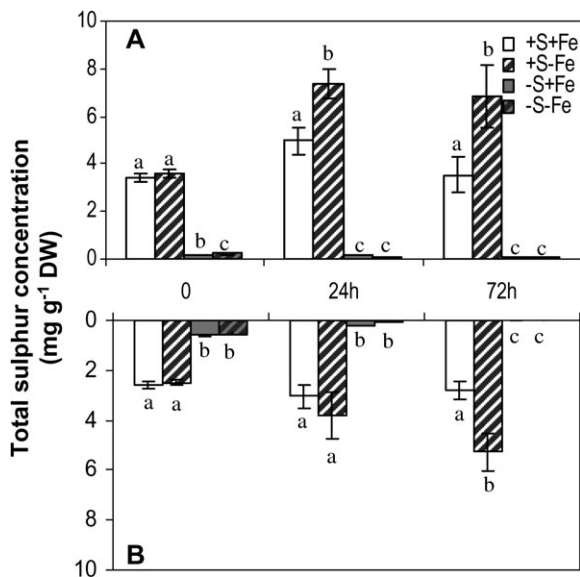 Total sulphur concentration
(mg g-1 DW)
10
A
+S+Fe
+S-Fe
-S+Fe
-S-Fe
8
b
b
6
a
4
a a
a
2
b c
c c
c c
0
0 24h 72h
0
b b
b b
c c
2
a a
a
a
4
a
6
b
8
10
B